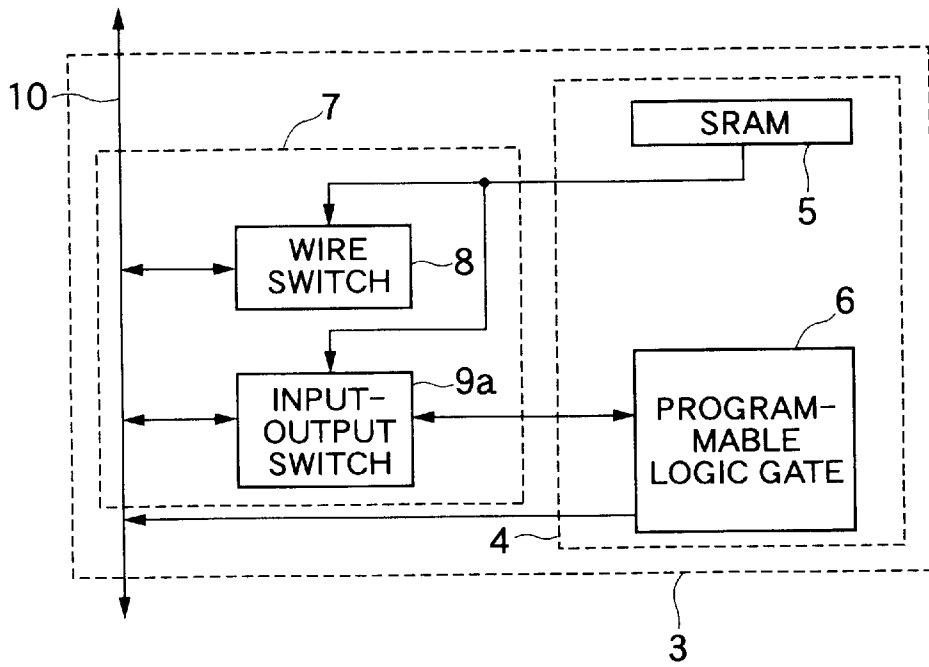 10
7
SRAM
5
WIRE
SWITCH
8
6
9a
INPUT-
OUTPUT
SWITCH
PROGRAM-
MABLE
LOGIC GATE
4
3